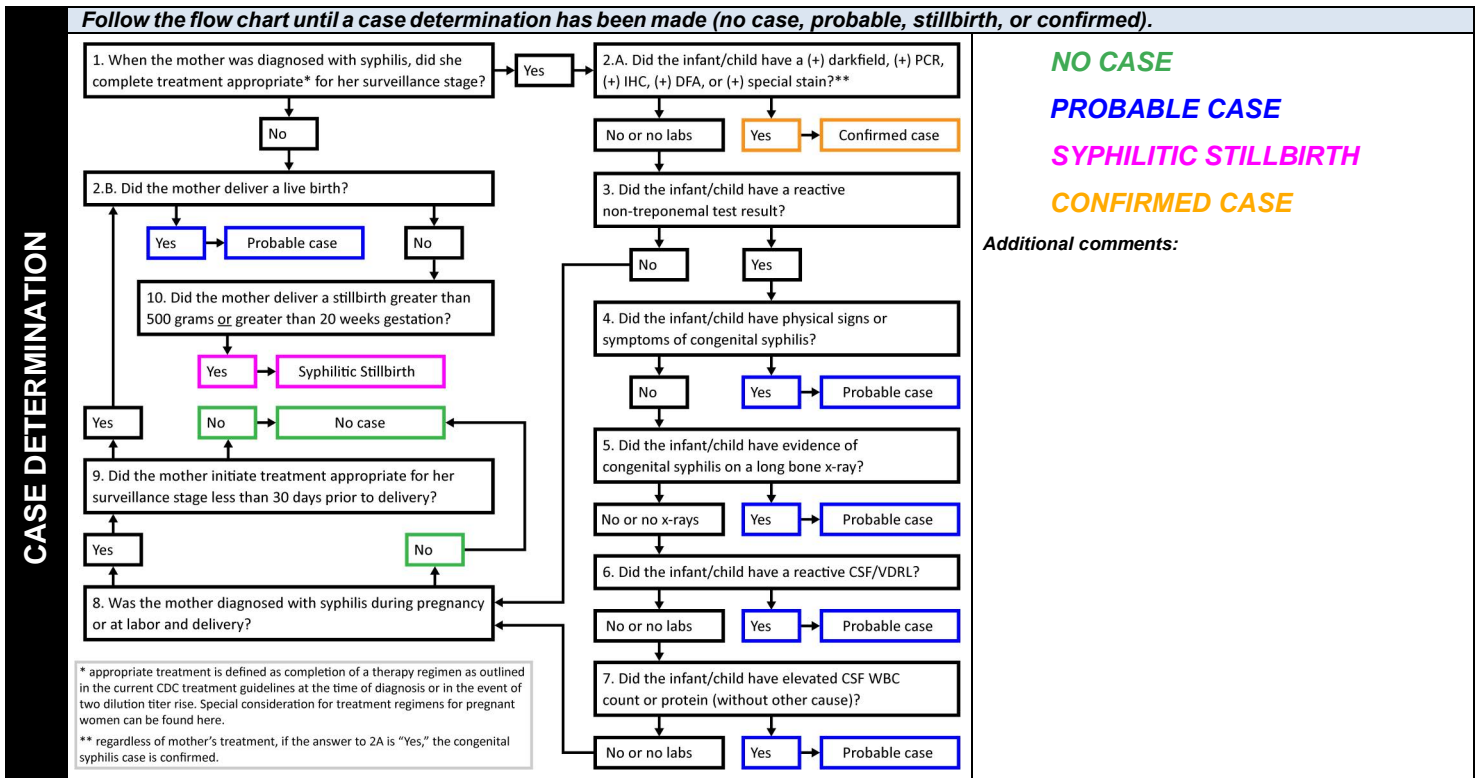 Follow the flow chart until a case determination has been made (no case, probable, stillbirth, or confirmed).
CASE DETERMINATION
1. When the mother was diagnosed with syphilis, did she
complete treatment appropriate* for her surveillance stage?
Yes
No
2.A. Did the infant/child have a (+) darkfield, (+) PCR,
(+) IHC, (+) DFA, or (+) special stain?**
No or no labs
Yes
Confirmed case
2.B. Did the mother deliver a live birth?
Yes
Probable case
No
3. Did the infant/child have a reactive
non-treponemal test result?
No
Yes
10. Did the mother deliver a stillbirth greater than
500 grams or greater than 20 weeks gestation?
Yes
Syphilitic Stillbirth
4. Did the infant/child have physical signs or
symptoms of congenital syphilis?
No
Yes
Probable case
Yes
No
No case
5. Did the infant/child have evidence of
congenital syphilis on a long bone x-ray?
No or no x-rays
Yes
Probable case
9. Did the mother initiate treatment appropriate for her
surveillance stage less than 30 days prior to delivery?
Yes
No
6. Did the infant/child have a reactive CSF/VDRL?
No or no labs
Yes
Probable case
8. Was the mother diagnosed with syphilis during pregnancy
or at labor and delivery?
7. Did the infant/child have elevated CSF WBC
count or protein (without other cause)?
No or no labs
Yes
Probable case
* appropriate treatment is defined as completion of a therapy regimen as outlined
in the current CDC treatment guidelines at the time of diagnosis or in the event of
two dilution titer rise. Special consideration for treatment regimens for pregnant
women can be found here.
** regardless of mother's treatment, if the answer to 2A is "Yes," the congenital
syphilis case is confirmed.
NO CASE
PROBABLE CASE
SYPHILITIC STILLBIRTH
CONFIRMED CASE
Additional comments: